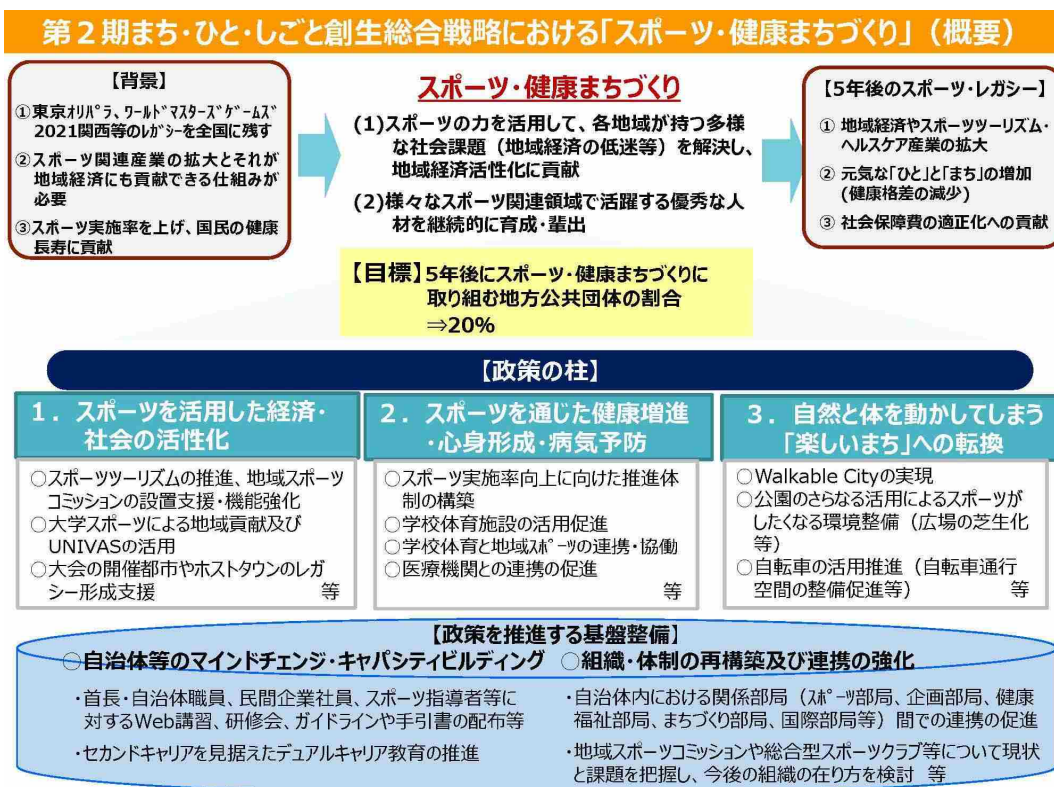 第２期まち・ひと・しごと創生総合戦略における「スポーツ・健康まちづくり」（概要）
【背景】
①東京ｵﾘﾊﾟﾗ、ﾜｰﾙﾄﾞﾏｽﾀｰｽﾞｹﾞｰﾑｽﾞ
2021関西等のﾚｶﾞｼｰを全国に残す
②スポーツ関連産業の拡大とそれが
地域経済にも貢献できる仕組みが
必要
③スポーツ実施率を上げ、国民の健康
長寿に貢献
スポーツ・健康まちづくり
(1)スポーツの力を活用して、各地域が持つ多様
な社会課題（地域経済の低迷等）を解決し、
地域経済活性化に貢献
(2)様々なスポーツ関連領域で活躍する優秀な人
材を継続的に育成・輩出
【5年後のスポーツ・レガシー】
① 地域経済やスポーツツーリズム・
ヘルスケア産業の拡大
② 元気な「ひと」と「まち」の増加
(健康格差の減少)
③ 社会保障費の適正化への貢献
【目標】5年後にスポーツ・健康まちづくりに
取り組む地方公共団体の割合
⇒20%
【政策の柱】
１．スポーツを活用した経済・
社会の活性化
○スポーツツーリズムの推進、地域スポーツ
コミッションの設置支援・機能強化
○大学スポーツによる地域貢献及び
UNIVASの活用
○大会の開催都市やホストタウンのレガ
シー形成支援 等
２．スポーツを通じた健康増進
・心身形成・病気予防
○スポーツ実施率向上に向けた推進体
制の構築
○学校体育施設の活用促進
○学校体育と地域ｽﾎﾟｰﾂの連携・協働
○医療機関との連携の促進
等
３．自然と体を動かしてしまう
「楽しいまち」への転換
○Walkable Cityの実現
○公園のさらなる活用によるスポーツが
したくなる環境整備（広場の芝生化
等）
○自転車の活用推進（自転車通行
空間の整備促進等） 等
【政策を推進する基盤整備】
○自治体等のマインドチェンジ・キャパシティビルディング
・首長・自治体職員、民間企業社員、スポーツ指導者等に
対するWeb講習、研修会、ガイドラインや手引書の配布等
・セカンドキャリアを見据えたデュアルキャリア教育の推進
○組織・体制の再構築及び連携の強化
・自治体内における関係部局（ｽﾎﾟｰﾂ部局、企画部局、健康
福祉部局、まちづくり部局、国際部局等）間での連携の促進
・地域スポーツコミッションや総合型スポーツクラブ等について現状
と課題を把握し、今後の組織の在り方を検討 等